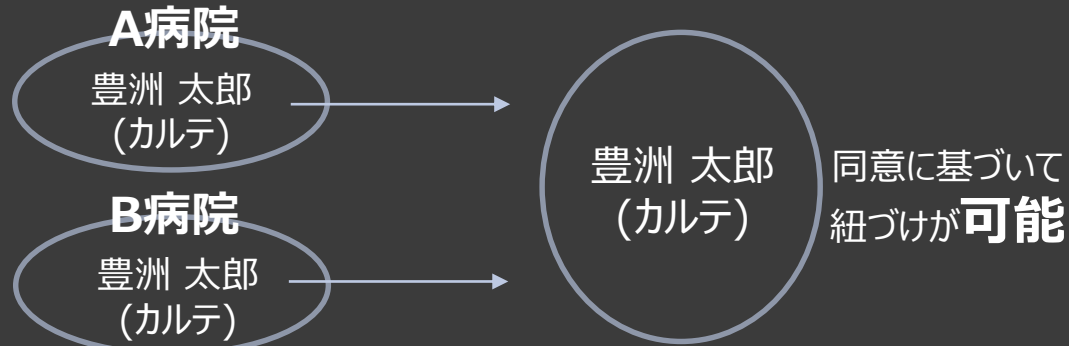 A病院
豊洲 太郎
(カルテ)
B病院
豊洲 太郎
(カルテ)
豊洲 太郎
(カルテ)
同意に基づいて
紐づけが可能